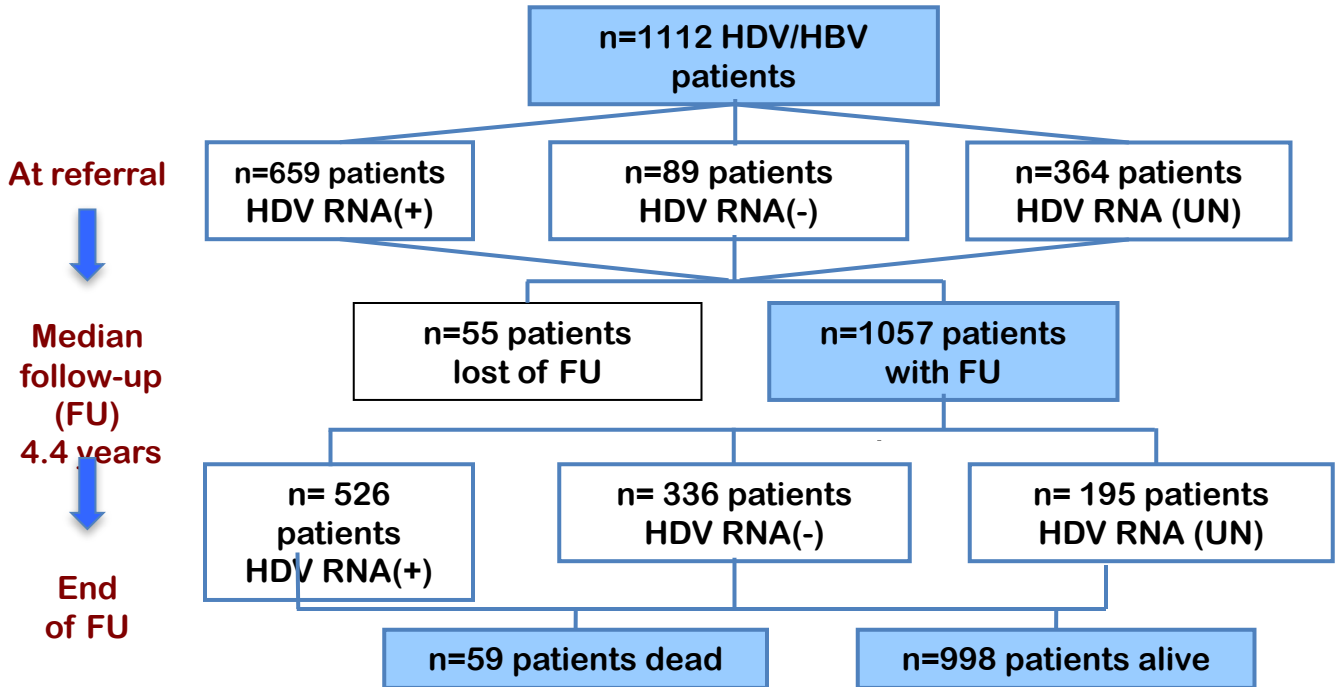 n=1112 HDV/HBV
patients
At referral
n=659 patients
HDV RNA(+)
n=89 patients
HDV RNA(-)
n=364 patients
HDV RNA (UN)
Median
follow-up
(FU)
4.4 years
n=55 patients
lost of FU
n=1057 patients
with FU
n= 526
patients
HDV RNA(+)
n= 336 patients
HDV RNA(-)
n= 195 patients
HDV RNA (UN)
End
of FU
n=59 patients dead
n=998 patients alive